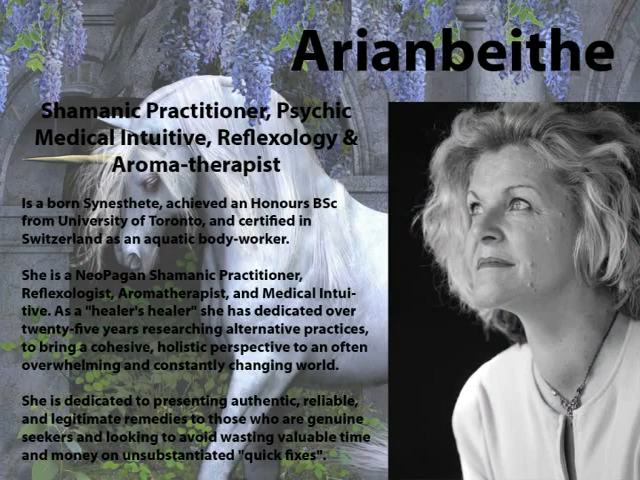 Arianbeithe
Shamanic Practitioner, Psychic
Medical Intuitive, Reflexology &
Aroma-therapist
Is a born Synesthete, achieved an Honours BSc
from University of Toronto, and certified in
Switzerland as an aquatic body-worker.
She is a NeoPagan Shamanic Practitioner,
Reflexologist, Aromatherapist, and Medical Intui-
tive. As a "healer's healer" she has dedicated over
twenty-five years researching alternative practices,
to bring a cohesive, holistic perspective to an often
overwhelming and constantly changing world.
She is dedicated to presenting authentic, reliable,
and legitimate remedies to those who are genuine
seekers and looking to avoid wasting valuable time
and money on unsubstantiated "quick fixes".